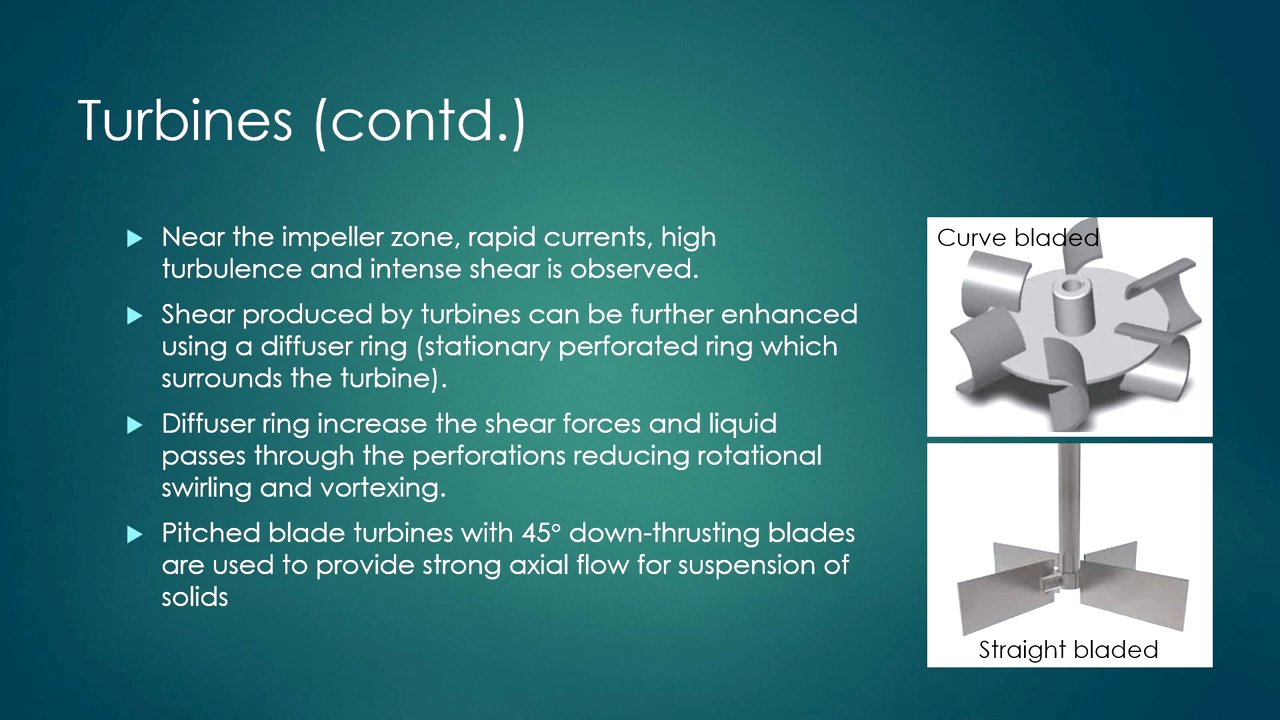 Turbines (contd.)
Near the impeller zone, rapid currents, high
turbulence and intense shear is observed.
Shear produced by turbines can be further enhanced
using a diffuser ring (stationary perforated ring which
surrounds the turbine).
Diffuser ring increase the shear forces and liquid
passes through the perforations reducing rotational
swirling and vortexing.
Pitched blade turbines with 45° down-thrusting blades
are used to provide strong axial flow for suspension of
solids
Curve bladed
Straight bladed